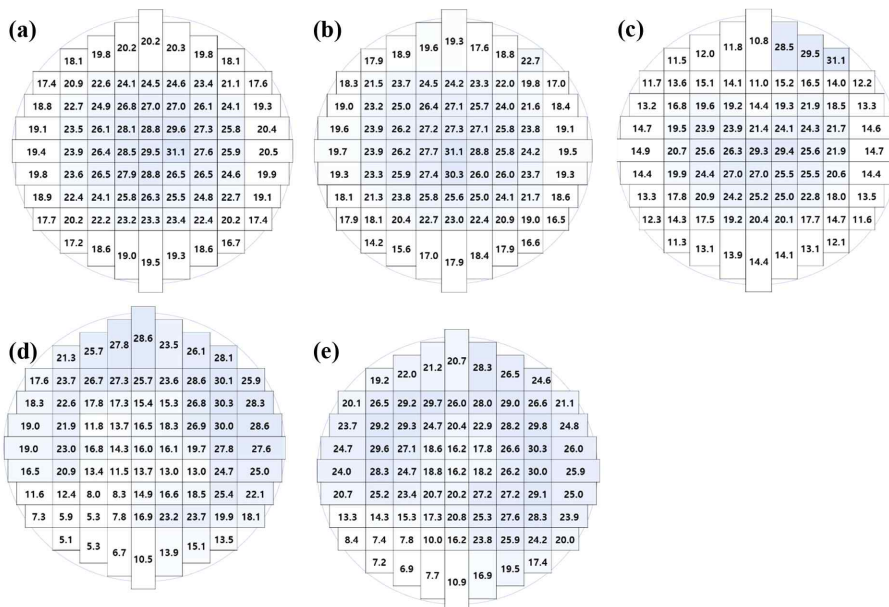 (a)
20.2
19.8 20.2 20.3 19.8
18.1 18.1
17.4 20.9 22.6 24.1 24.5 24.6 23.4 21.1 17.6
18.8 22.7 24.9 26.8 27.0 27.0 26.1 24.1 19.3
19.1 23.5 26.1 28.1 28.8 29.6 27.3 25.8 20.4
19.4 23.9 26.4 28.5 29.5 31.1 27.6 25.9 20.5
19.8 23.6 26.5 27.9 28.8 26.5 26.5 24.6 19.9
18.9 22.4 24.1 25.8 26.3 25.5 24.8 22.7 19.1
17.7 20.2 22.2 23.2 23.3 23.4 22.4 20.2 17.4
17.2 18.6 19.0 19.5 19.3 18.6 16.7
(b)
17.9 18.9 19.6 19.3 17.6 18.8 22.7
18.3 21.5 23.7 24.5 24.2 23.3 22.0 19.8 17.0
19.0 23.2 25.0 26.4 27.1 25.7 24.0 21.6 18.4
19.6 23.9 26.2 27.2 27.3 27.1 25.8 23.8 19.1
19.7 23.9 26.2 27.7 31.1 28.8 25.8 24.2 19.5
19.3 23.3 25.9 27.4 30.3 26.0 26.0 23.7 19.3
18.1 21.3 23.8 25.8 25.6 25.0 24.1 21.7 18.6
17.9 18.1 20.4 22.7 23.0 22.4 20.9 19.0 16.5
14.2 15.6 17.0 17.9 18.4 17.9 16.6
(c)
11.5 12.0 11.8 10.8 28.5 29.5 31.1
11.7 13.6 15.1 14.1 11.0 15.2 16.5 14.0 12.2
13.2 16.8 19.6 19.2 14.4 19.3 21.9 18.5 13.3
14.7 19.5 23.9 23.9 21.4 24.1 24.3 21.7 14.6
14.9 20.7 25.6 26.3 29.3 29.4 25.6 21.9 14.7
14.4 19.9 24.4 27.0 27.0 25.5 25.5 20.6 14.4
13.3 17.8 20.9 24.2 25.2 25.0 22.8 18.0 13.5
12.3 14.3 17.5 19.2 20.4 20.1 17.7 14.7 11.6
11.3 13.1 13.9 14.4 14.1 13.1 12.1
(d)
21.3 25.7 27.8 28.6 23.5 26.1 28.1
17.6 23.7 26.7 27.3 25.7 23.6 28.6 30.1 25.9
18.3 22.6 17.8 17.3 15.4 15.3 26.8 30.3 28.3
19.0 21.9 11.8 13.7 16.5 18.3 26.9 30.0 28.6
19.0 23.0 16.8 14.3 16.0 16.1 19.7 27.8 27.6
16.5 20.9 13.4 11.5 13.7 13.0 13.0 24.7 25.0
11.6 12.4 8.0 8.3 14.9 16.6 18.5 25.4 22.1
7.3 5.9 5.3 7.8 16.9 23.2 23.7 19.9 18.1
5.1 5.3 6.7 10.5 13.9 15.1 13.5
(e)
19.2 22.0 21.2 20.7 28.3 26.5 24.6
20.1 26.5 29.2 29.7 26.0 28.0 29.0 26.6 21.1
23.7 29.2 29.3 24.7 20.4 22.9 28.2 29.8 24.8
24.7 29.6 27.1 18.6 16.2 17.8 26.6 30.3 26.0
24.0 28.3 24.7 18.8 16.2 18.2 26.2 30.0 25.9
20.7 25.2 23.4 20.7 20.2 27.2 27.2 29.1 25.0
13.3 14.3 15.3 17.3 20.8 25.3 27.6 28.3 23.9
8.4 7.4 7.8 10.0 16.2 23.8 25.9 24.2 20.0
7.2 6.9 7.7 10.9 16.9 19.5 17.4